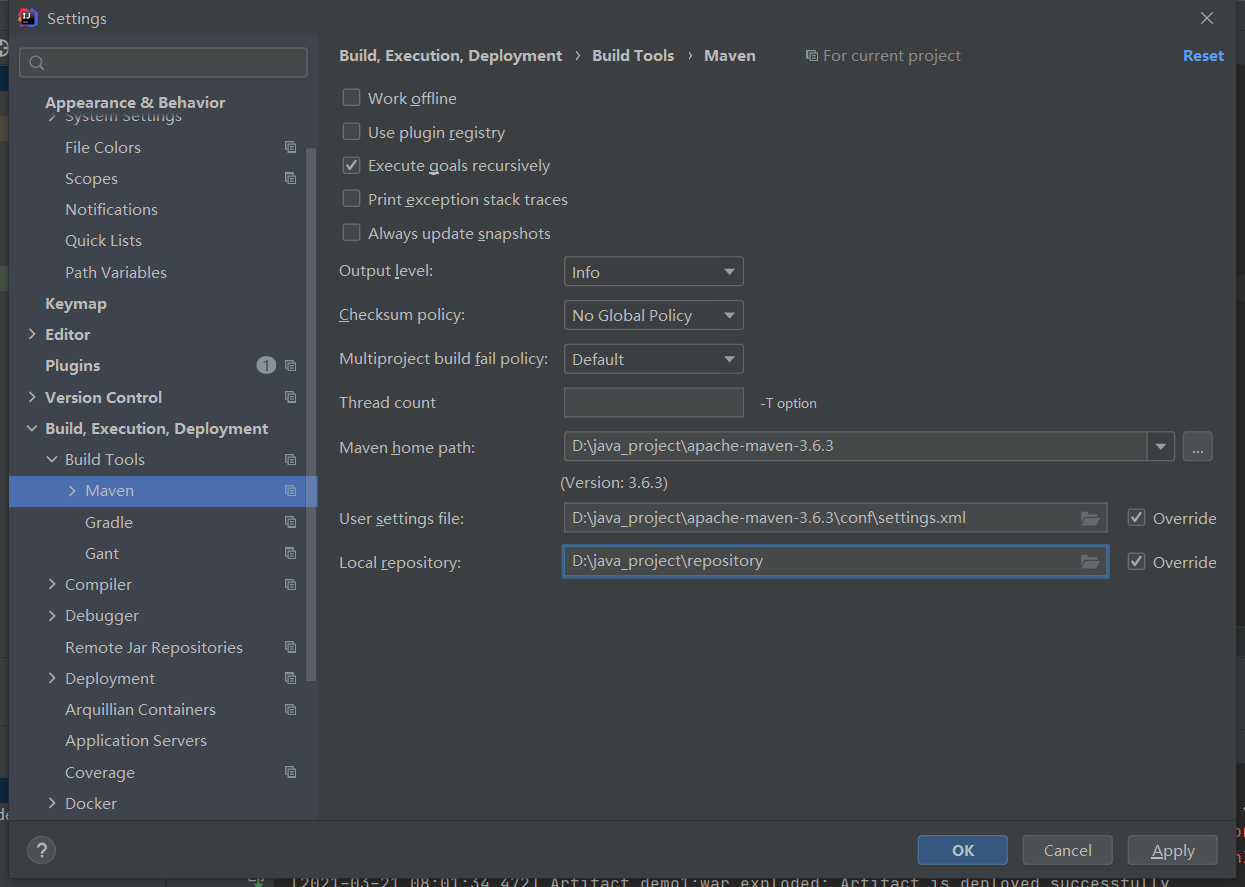 Settings
Build, Execution, Deployment › Build Tools › Maven For current project Reset
Appearance & Behavior
System Settings
File Colors
Scopes
Notifications
Quick Lists
Path Variables
Keymap
Editor
Plugins 1
Version Control
Build, Execution, Deployment
Build Tools
Maven
Gradle
Gant
Compiler
Debugger
Remote Jar Repositories
Deployment
Arquillian Containers
Application Servers
Coverage
Docker
Work offline
Use plugin registry
Execute goals recursively
Print exception stack traces
Always update snapshots
Output level: Info
Checksum policy: No Global Policy
Multiproject build fail policy: Default
Thread count -T option
Maven home path: D:\java_project\apache-maven-3.6.3 ...
(Version: 3.6.3)
User settings file: D:\java_project\apache-maven-3.6.3\conf\settings.xml Override
Local repository: D:\java_project\repository Override
? OK Cancel Apply
[2021-03-21 08:01:34,472] Artifact demo1:war exploded: Artifact is deployed successfully